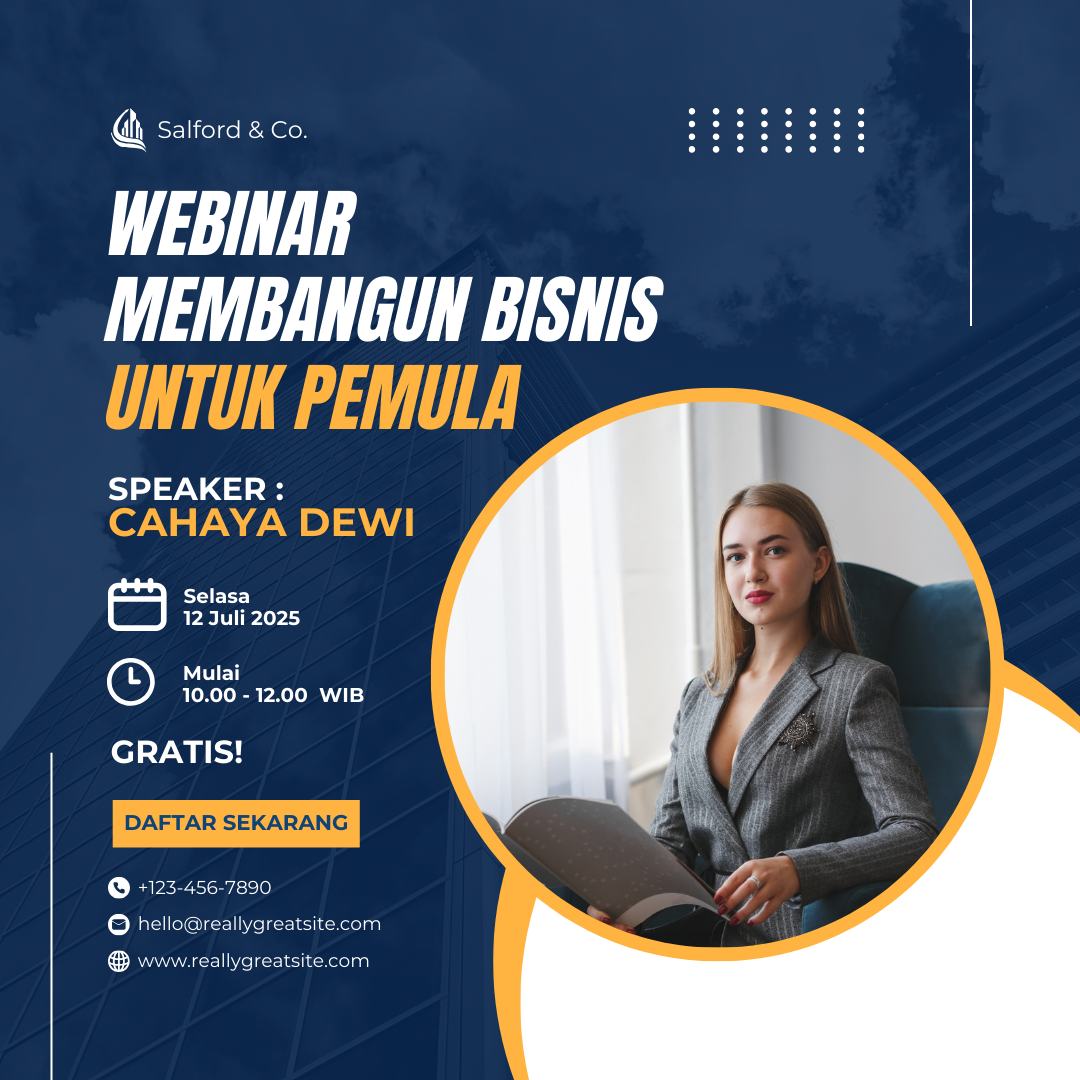 Salford & Co.
WEBINAR
MEMBANGUN BISNIS
UNTUK PEMULA
SPEAKER :
CAHAYA DEWI
Selasa
12 Juli 2025
Mulai
10.00 - 12.00  WIB
GRATIS!
DAFTAR SEKARANG
+123-456-7890
hello@reallygreatsite.com
www.reallygreatsite.com